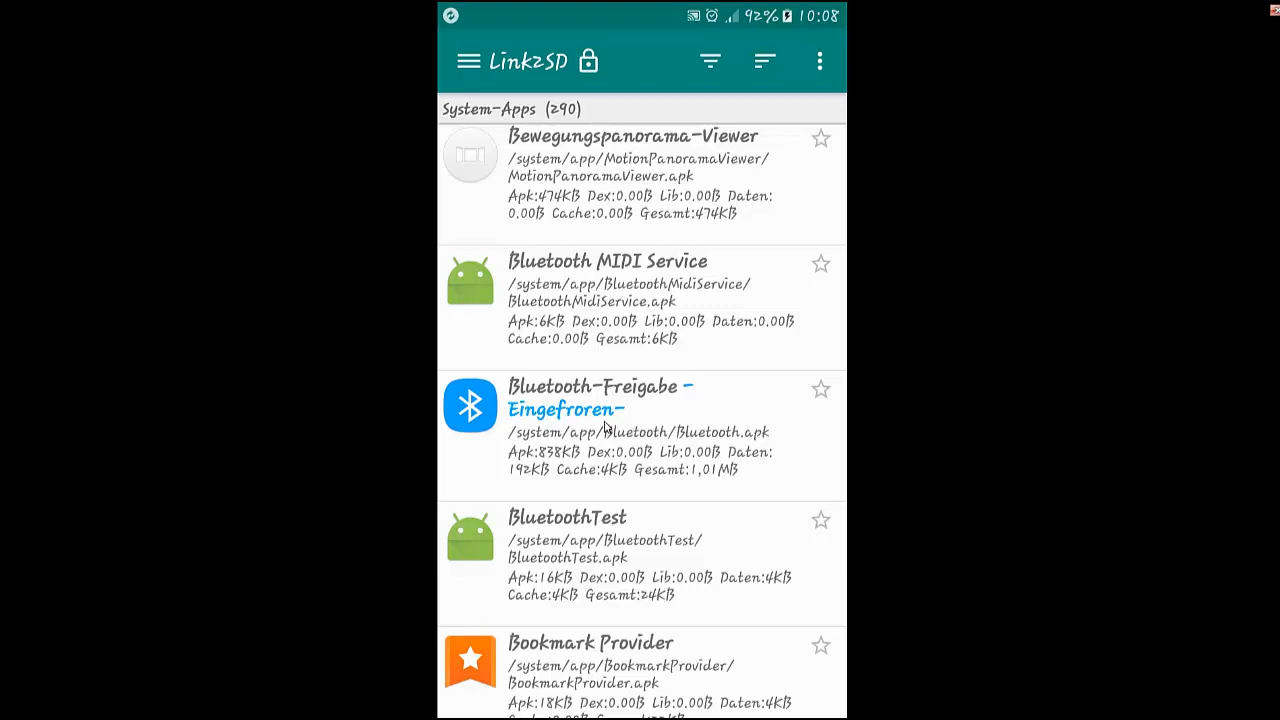 92% 10:08
Link2SD
System-Apps (290)
Bewegungspanorama-Viewer
/system/app/MotionPanoramaViewer/
MotionPanoramaViewer.apk
Apk:474KB Dex:0.00B Lib:0.00B Daten:
0.00B Cache:0.00B Gesamt:474KB
Bluetooth MIDI Service
/system/app/BluetoothMidiService/
BluetoothMidiService.apk
Apk:6KB Dex:0.00B Lib:0.00B Daten:0.00B
Cache:0.00B Gesamt:6KB
Bluetooth-Freigabe -
Eingefroren-
/system/app/Bluetooth/Bluetooth.apk
Apk:838KB Dex:0.00B Lib:0.00B Daten:
192KB Cache:4KB Gesamt:1,01MB
BluetoothTest
/system/app/BluetoothTest/
BluetoothTest.apk
Apk:16KB Dex:0.00B Lib:0.00B Daten:4KB
Cache:4KB Gesamt:24KB
Bookmark Provider
/system/app/BookmarkProvider/
BookmarkProvider.apk
Apk:18KB Dex:0.00B Lib:0.00B Daten:4KB